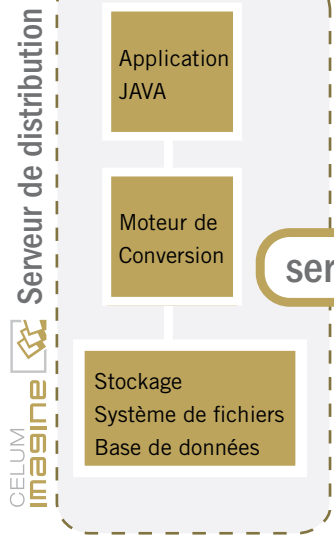 Serveur de distribution
CELUM
imagine
Application
JAVA
Moteur de
Conversion
ser
Stockage
Système de fichiers
Base de données